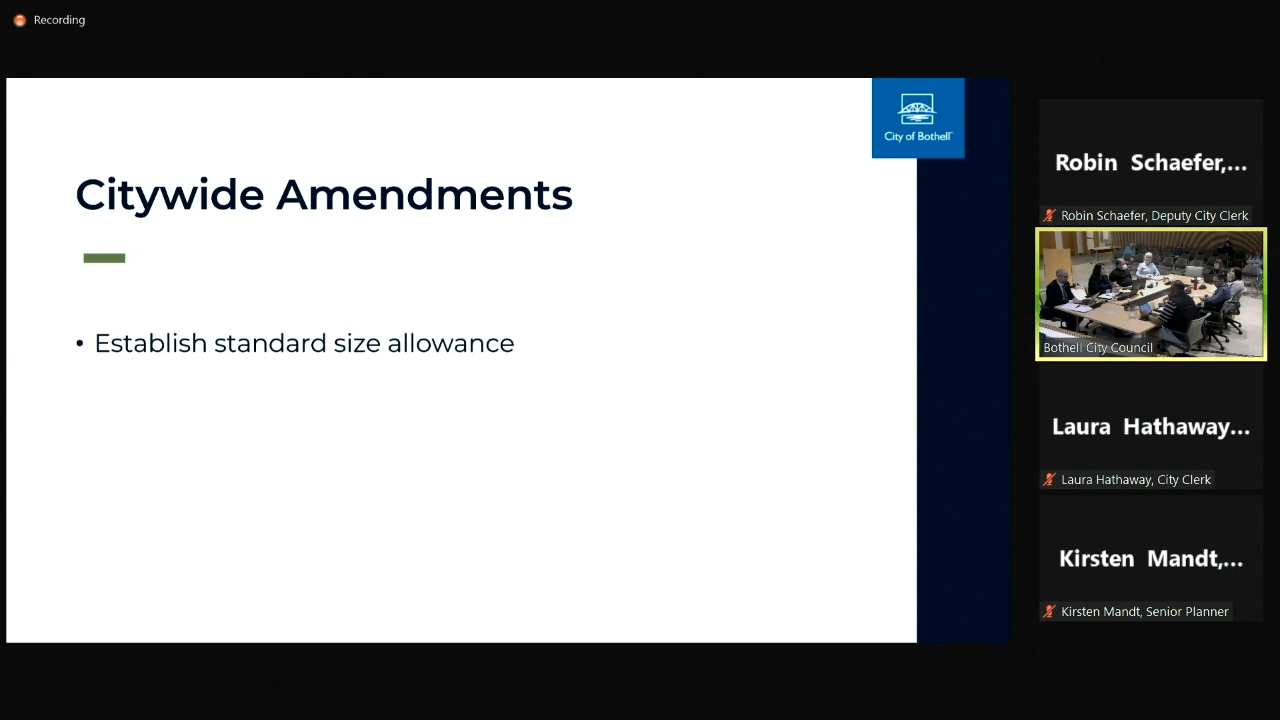 Recording
City of Bothell
Citywide Amendments
• Establish standard size allowance
Robin Schaefer,...
Robin Schaefer, Deputy City Clerk
Bothell City Council
Laura Hathaway...
Laura Hathaway, City Clerk
Kirsten Mandt,...
Kirsten Mandt, Senior Planner